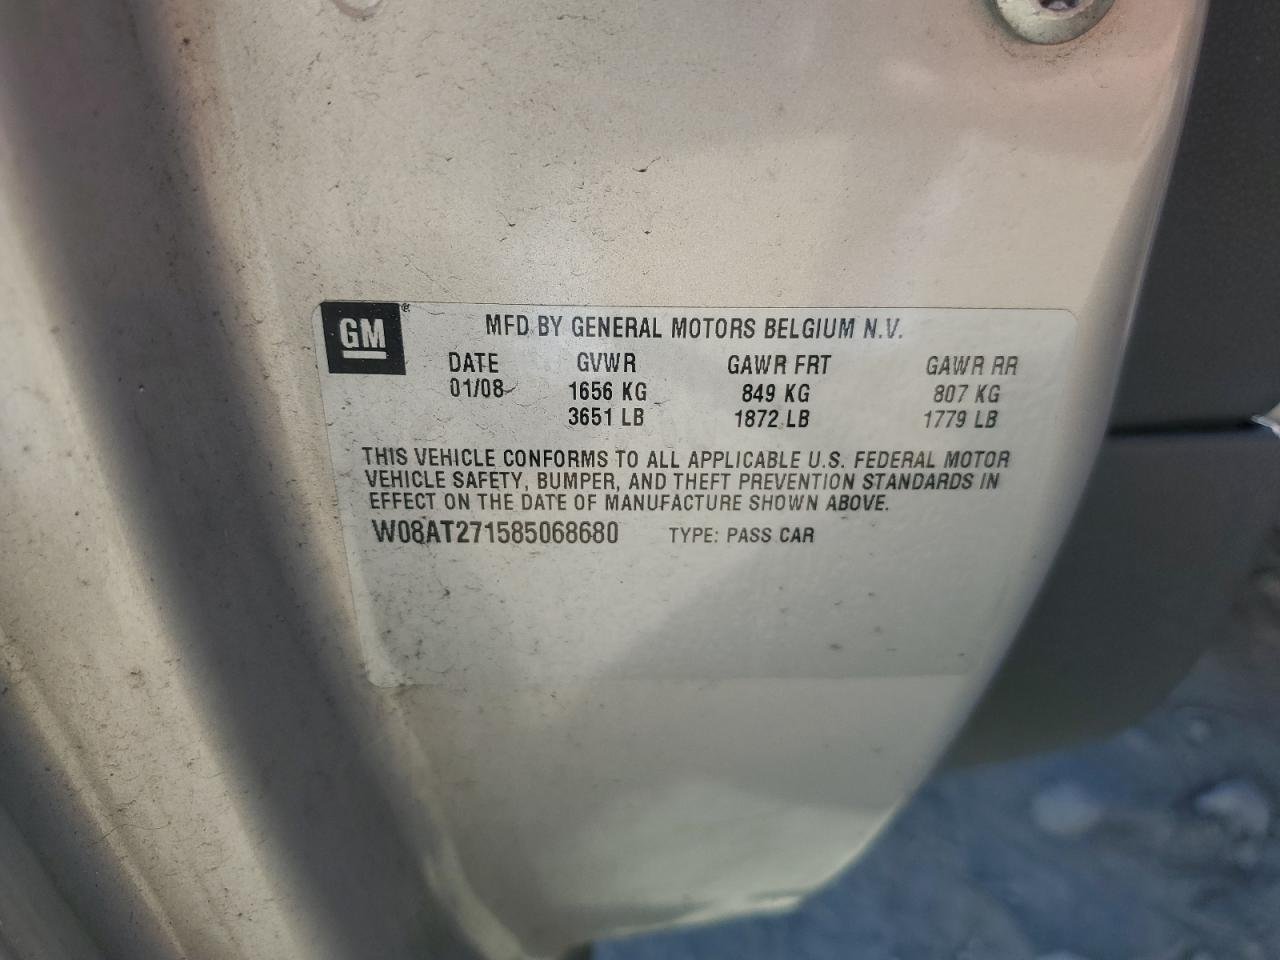 GM®
MFD BY GENERAL MOTORS BELGIUM N.V.
DATE GVWR GAWR FRT GAWR RR
01/08 1656 KG 849 KG 807 KG
3651 LB 1872 LB 1779 LB
THIS VEHICLE CONFORMS TO ALL APPLICABLE U.S. FEDERAL MOTOR
VEHICLE SAFETY, BUMPER, AND THEFT PREVENTION STANDARDS IN
EFFECT ON THE DATE OF MANUFACTURE SHOWN ABOVE.
W08AT271585068680 TYPE: PASS CAR